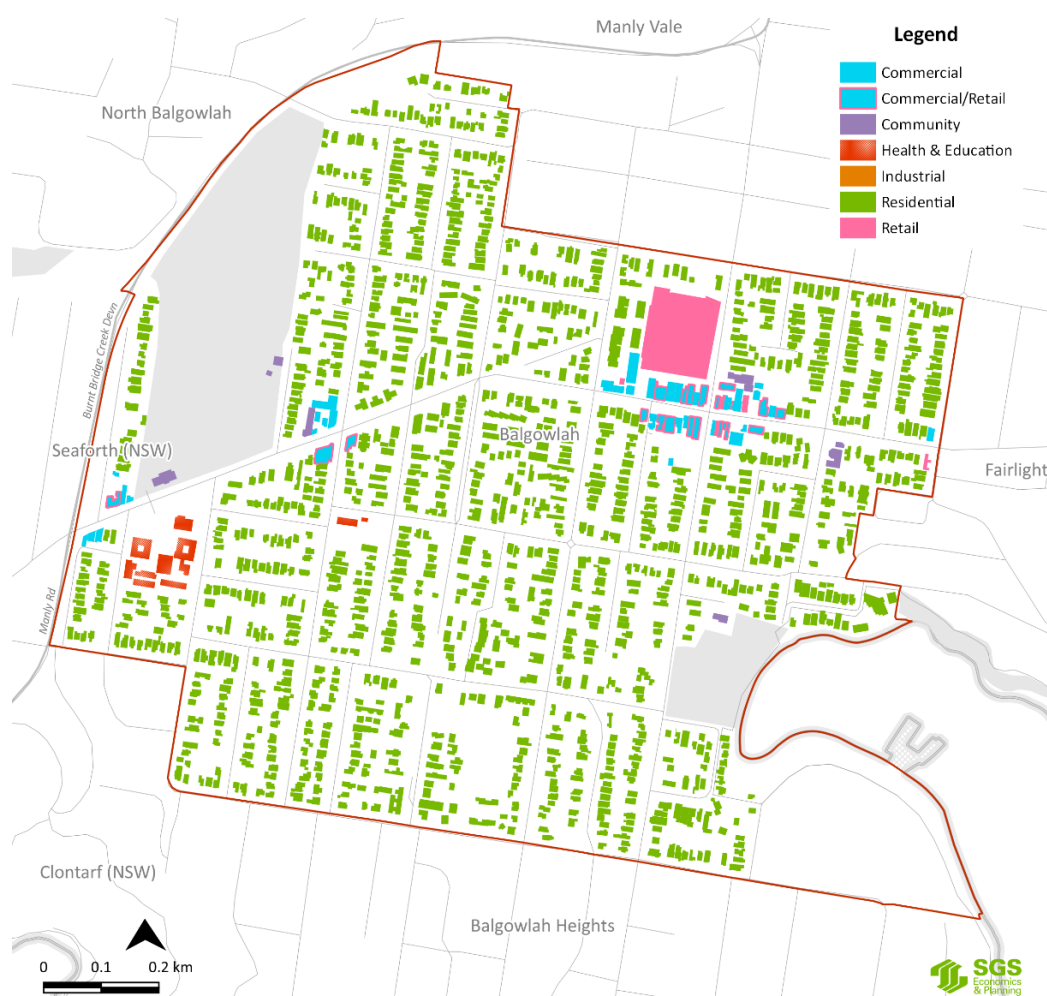 Manly Vale
Legend
Commercial
Commercial/Retail
Community
Health & Education
Industrial
Residential
Retail
North Balgowlah
Burnt Bridge Creek Devn
Seaforth (NSW)
Balgowlah
Fairlight
Manly Rd
Clontarf (NSW)
Balgowlah Heights
0 0.1 0.2 km
SGS
Economics
& Planning